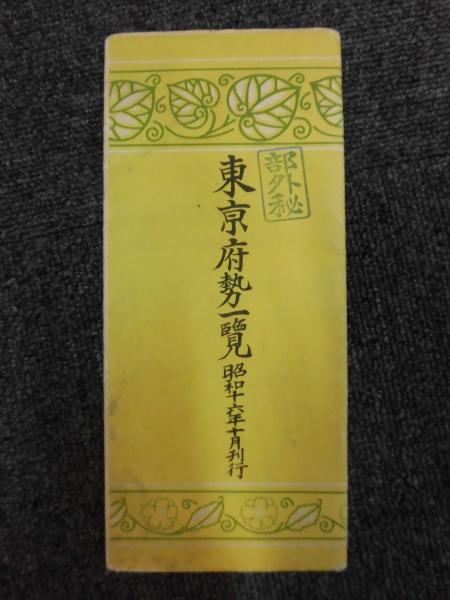 部外秘
東京府勢一覧
昭和十六年十月刊行